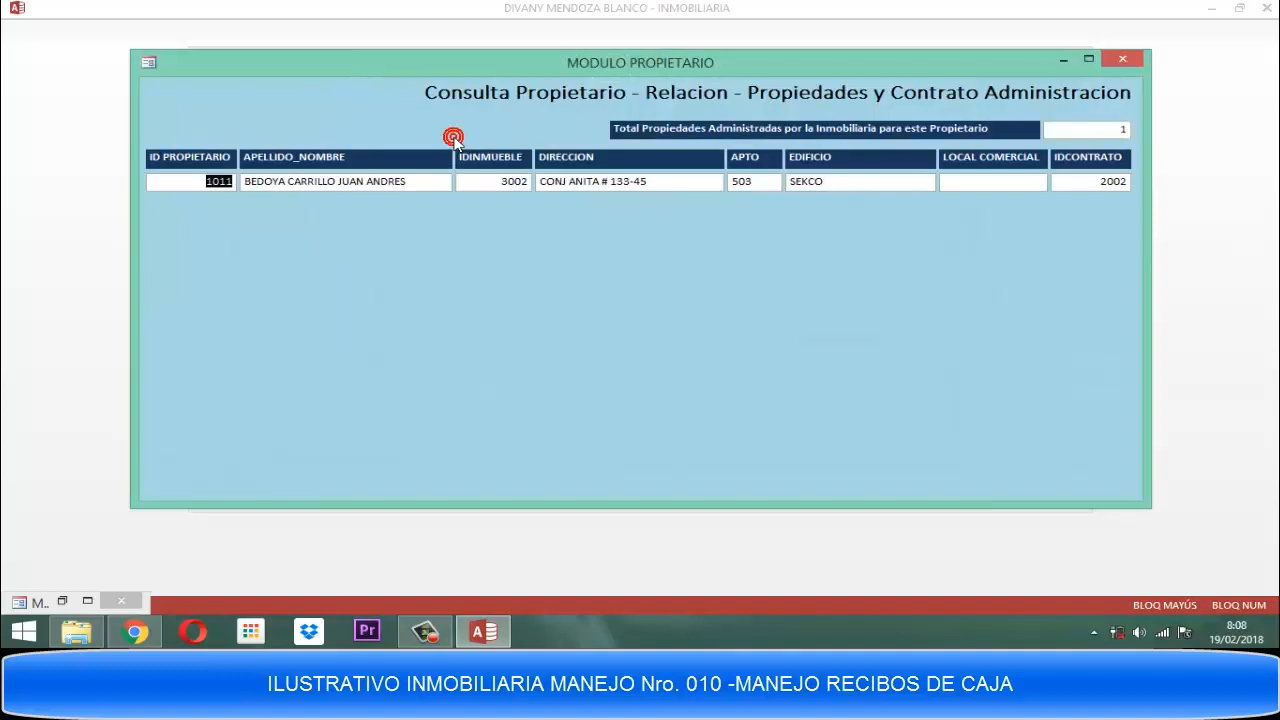 DIVANY MENDOZA BLANCO - INMOBILIARIA
MODULO PROPIETARIO
Consulta Propietario - Relacion - Propiedades y Contrato Administracion
Total Propiedades Administradas por la Inmobiliaria para este Propietario 1
ID PROPIETARIO APELLIDO_NOMBRE IDINMUEBLE DIRECCION APTO EDIFICIO LOCAL COMERCIAL IDCONTRATO
1011 BEDOYA CARRILLO JUAN ANDRES 3002 CONJ ANITA # 133-45 503 SEKCO 2002
M..
BLOQ MAYÚS BLOQ NUM
Pr
8:08
19/02/2018
ILUSTRATIVO INMOBILIARIA MANEJO Nro. 010 -MANEJO RECIBOS DE CAJA